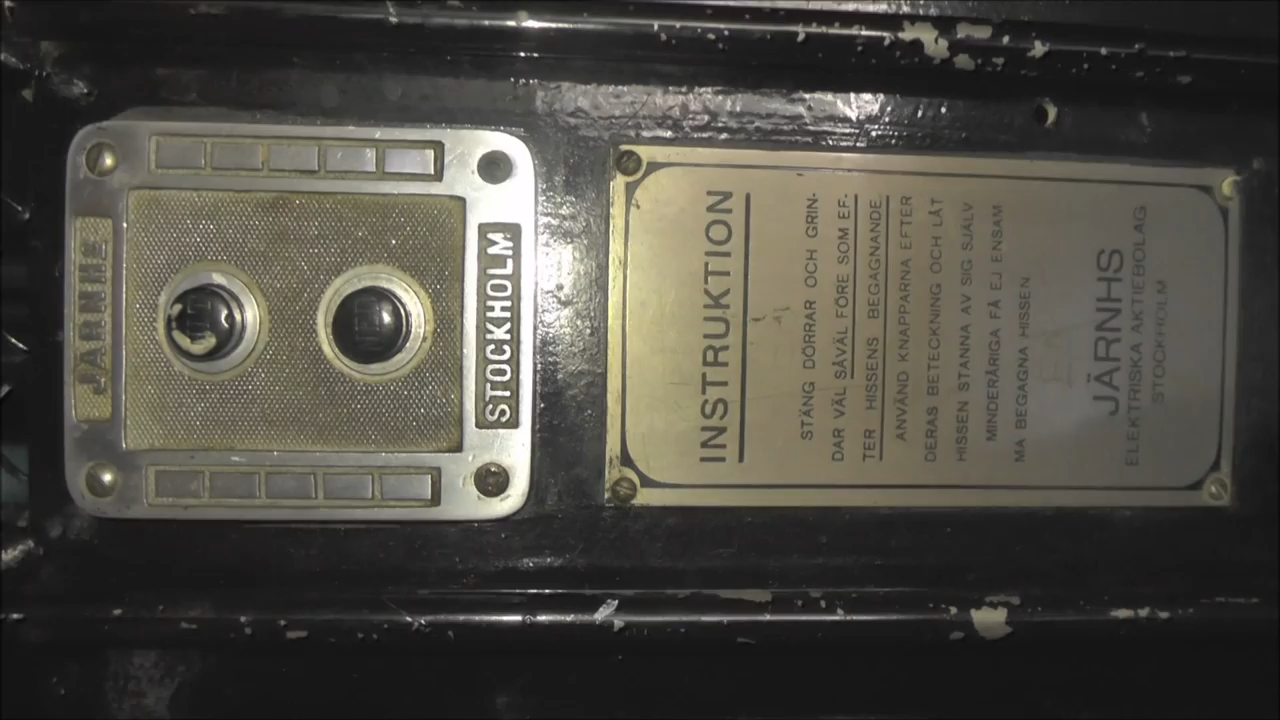 JÄRNHS
UPP
NED
STOCKHOLM
INSTRUKTION
STÄNG DÖRRAR OCH GRIN-
DAR VÄL SÅVÄL FÖRE SOM EF-
TER HISSENS BEGAGNANDE.
ANVÄND KNAPPARNA EFTER
DERAS BETECKNING OCH LÅT
HISSEN STANNA AV SIG SJÄLV
MINDERÅRIGA FÅ EJ ENSAM
MA BEGAGNA HISSEN
JÄRNHS
ELEKTRISKA AKTIEBOLAG
STOCKHOLM